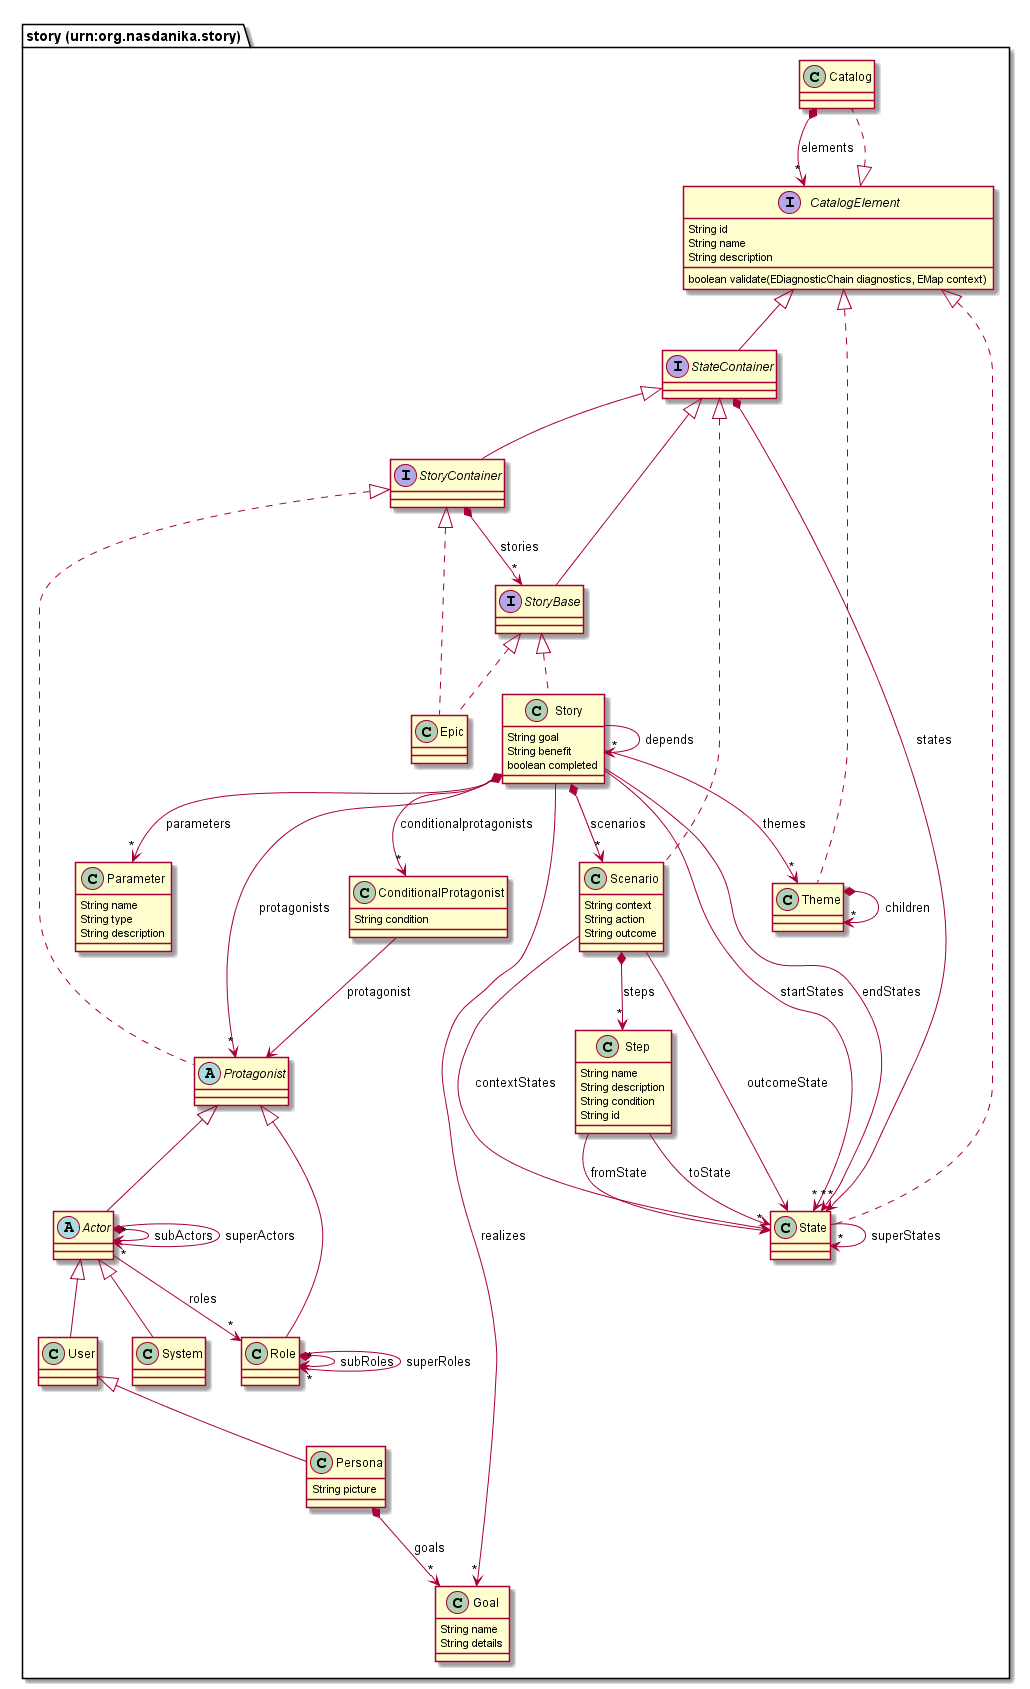 story (urn:org.nasdanika.story)
C Catalog
elements
*
I CatalogElement
String id
String name
String description
boolean validate(EDiagnosticChain diagnostics, EMap context)
I StateContainer
I StoryContainer
stories
*
I StoryBase
C Epic
C Story
String goal
String benefit
boolean completed
depends
*
states
parameters
*
conditionalprotagonists
*
scenarios
*
themes
*
C Parameter
String name
String type
String description
protagonists
*
C ConditionalProtagonist
String condition
C Scenario
String context
String action
String outcome
C Theme
children
*
protagonist
steps
*
startStates
endStates
A Protagonist
C Step
String name
String description
String condition
String id
contextStates
outcomeState
fromState
toState
*
* * *
C State
superStates
*
A Actor
subActors
superActors
*
*
realizes
roles
*
C User
C System
C Role
subRoles
superRoles
*
*
C Persona
String picture
goals
*
*
C Goal
String name
String details